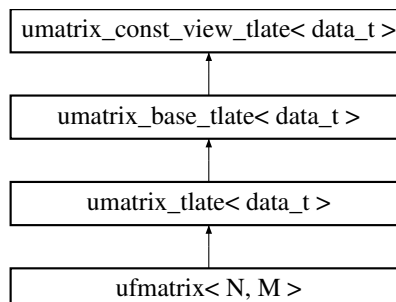 umatrix_const_view_tlate< data_t >
umatrix_base_tlate< data_t >
umatrix_tlate< data_t >
ufmatrix< N, M >